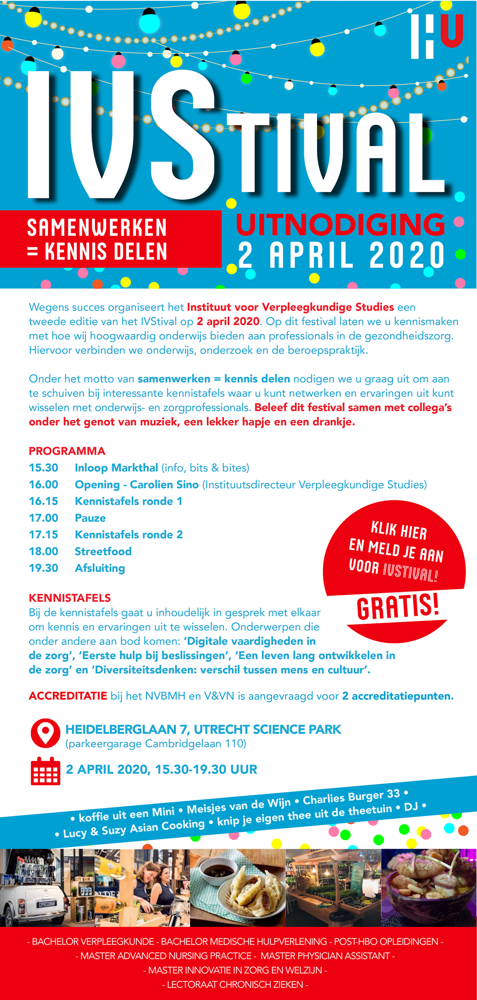 HU
IVSTIVAL
SAMENWERKEN
= KENNIS DELEN
UITNODIGING
2 APRIL 2020
Wegens succes organiseert het Instituut voor Verpleegkundige Studies een
tweede editie van het IVStival op 2 april 2020. Op dit festival laten we u kennismaken
met hoe wij hoogwaardig onderwijs bieden aan professionals in de gezondheidszorg.
Hiervoor verbinden we onderwijs, onderzoek en de beroepspraktijk.
Onder het motto van samenwerken = kennis delen nodigen we u graag uit om aan
te schuiven bij interessante kennistafels waar u kunt netwerken en ervaringen uit kunt
wisselen met onderwijs- en zorgprofessionals. Beleef dit festival samen met collega’s
onder het genot van muziek, een lekker hapje en een drankje.
PROGRAMMA
15.30 Inloop Markthal (info, bits & bites)
16.00 Opening - Carolien Sino (Instituutsdirecteur Verpleegkundige Studies)
16.15 Kennistafels ronde 1
17.00 Pauze
17.15 Kennistafels ronde 2
18.00 Streetfood
19.30 Afsluiting
KLIK HIER
EN MELD JE AAN
VOOR IVSTIVAL!
GRATIS!
KENNISTAFELS
Bij de kennistafels gaat u inhoudelijk in gesprek met elkaar
om kennis en ervaringen uit te wisselen. Onderwerpen die
onder andere aan bod komen: ‘Digitale vaardigheden in
de zorg’, ‘Eerste hulp bij beslissingen’, ‘Een leven lang ontwikkelen in
de zorg’ en ‘Diversiteitsdenken: verschil tussen mens en cultuur’.
ACCREDITATIE bij het NVBMH en V&VN is aangevraagd voor 2 accreditatiepunten.
HEIDELBERGLAAN 7, UTRECHT SCIENCE PARK
(parkeergarage Cambridgelaan 110)
2 APRIL 2020, 15.30-19.30 UUR
• koffie uit een Mini • Meisjes van de Wijn • Charlies Burger 33 •
• Lucy & Suzy Asian Cooking • knip je eigen thee uit de theetuin • DJ •
ESPRESSOBAR
- BACHELOR VERPLEEGKUNDE - BACHELOR MEDISCHE HULPVERLENING - POST-HBO OPLEIDINGEN -
- MASTER ADVANCED NURSING PRACTICE - MASTER PHYSICIAN ASSISTANT -
- MASTER INNOVATIE IN ZORG EN WELZIJN -
- LECTORAAT CHRONISCH ZIEKEN -